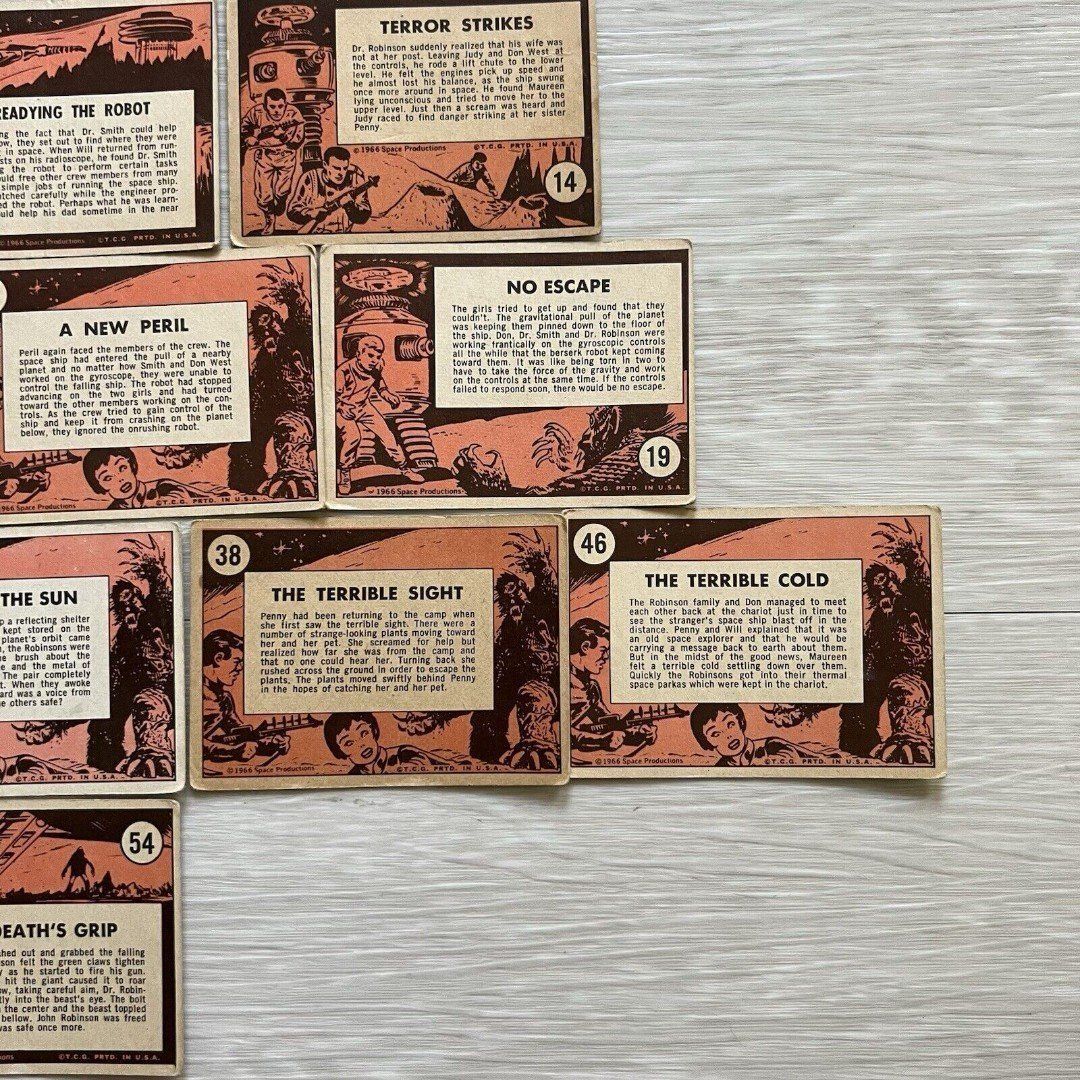 READYING THE ROBOT
ing the fact that Dr. Smith could help
ow, they set out to find where they were
g in space. When Will returned from run-
sts on his radioscope, he found Dr. Smith
g the robot to perform certain tasks
uld free other crew members from many
simple jobs of running the space ship.
tched carefully while the engineer pro-
ed the robot. Perhaps what he was learn-
uld help his dad sometime in the near
© 1966 Space Productions ©T.C.G. PRTD. IN U.S.A.
TERROR STRIKES
Dr. Robinson suddenly realized that his wife was
not at her post. Leaving Judy and Don West at
the controls, he rode a lift chute to the lower
level. He felt the engines pick up speed and
he almost lost his balance, as the ship swung
once more around in space. He found Maureen
lying unconscious and tried to move her to the
upper level. Just then a scream was heard and
Judy raced to find danger striking at her sister
Penny.
©1966 Space Productions ©T.C.G. PRTD. IN U.S.A.
14
A NEW PERIL
Peril again faced the members of the crew. The
space ship had entered the pull of a nearby
planet and no matter how Smith and Don West
worked on the gyroscope, they were unable to
control the falling ship. The robot had stopped
advancing on the two girls and had turned
toward the other members working on the con-
trols. As the crew tried to gain control of the
ship and keep it from crashing on the planet
below, they ignored the onrushing robot.
1966 Space Productions ©T.C.G. PRTD. IN U.S.A.
NO ESCAPE
The girls tried to get up and found that they
couldn't. The gravitational pull of the planet
was keeping them pinned down to the floor of
the ship. Don, Dr. Smith and Dr. Robinson were
working frantically on the gyroscopic controls
all the while that the berserk robot kept coming
toward them. It was like being torn in two to
have to take the force of the gravity and work
on the controls at the same time. If the controls
failed to respond soon, there would be no escape.
19
©1966 Space Productions ©T.C.G. PRTD. IN U.S.A.
THE SUN
p a reflecting shelter
kept stored on the
planet's orbit came
n, the Robinsons were
e brush about the
e and the metal of
The pair completely
t. When they awoke
ard was a voice from
e others safe?
©T.C.G. PRTD. IN U.S.A.
38
THE TERRIBLE SIGHT
Penny had been returning to the camp when
she first saw the terrible sight. There were a
number of strange-looking plants moving toward
her and her pet. She screamed for help but
realized how far she was from the camp and
that no one could hear her. Turning back she
rushed across the ground in order to escape the
plants. The plants moved swiftly behind Penny
in the hopes of catching her and her pet.
©1966 Space Productions ©T.C.G. PRTD. IN U.S.A.
46
THE TERRIBLE COLD
The Robinson family and Don managed to meet
each other back at the chariot just in time to
see the stranger's space ship blast off in the
distance. Penny and Will explained that it was
an old space explorer and that he would be
carrying a message back to earth about them.
But in the midst of the good news, Maureen
felt a terrible cold settling down over them.
Quickly the Robinsons got into their thermal
space parkas which were kept in the chariot.
©1966 Space Productions ©T.C.G. PRTD. IN U.S.A.
54
DEATH'S GRIP
ched out and grabbed the falling
son felt the green claws tighten
y as he started to fire his gun.
hit the giant caused it to roar
ow, taking careful aim, Dr. Robin-
tly into the beast's eye. The bolt
the center and the beast toppled
bellow. John Robinson was freed
was safe once more.
ions ©T.C.G. PRTD. IN U.S.A.